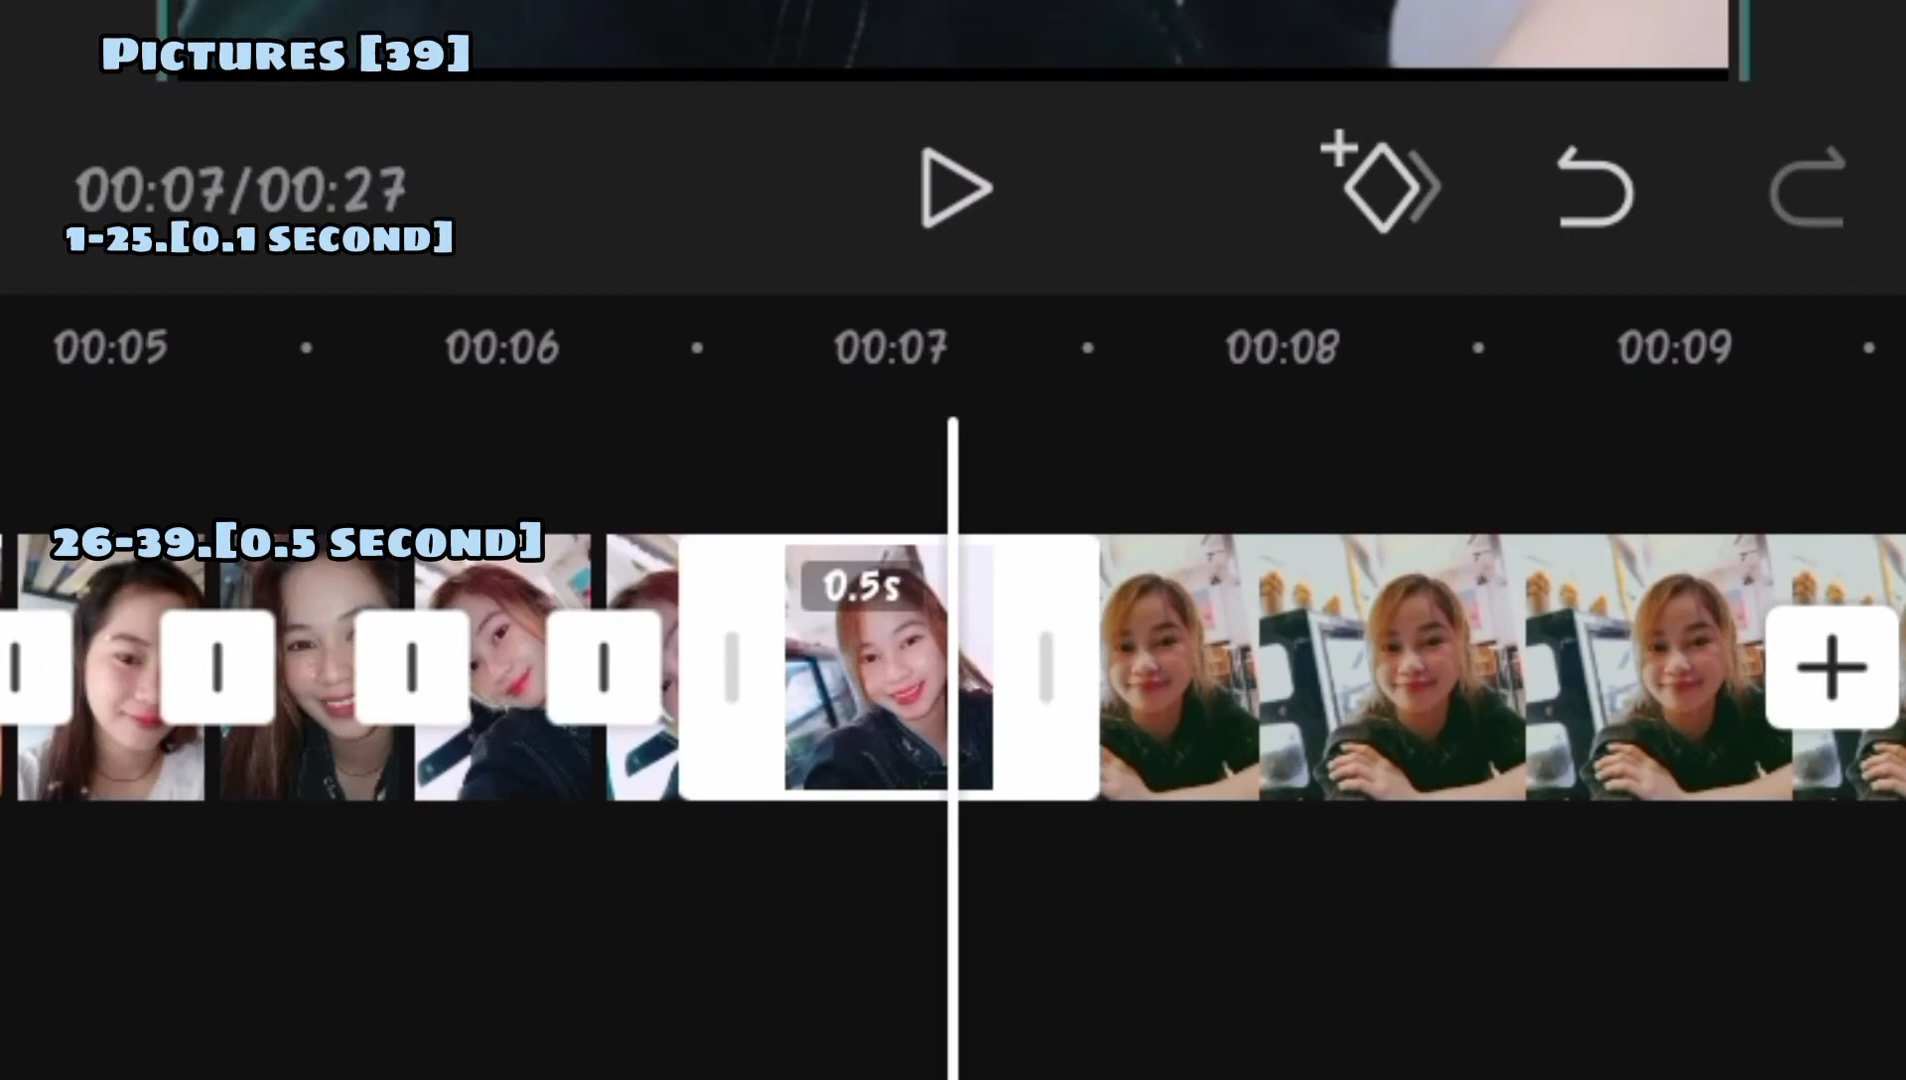 Pictures [39]
00:07/00:27
1-25.[0.1 second]
00:05 00:06 00:07 00:08 00:09
26-39.[0.5 second]
0.5s